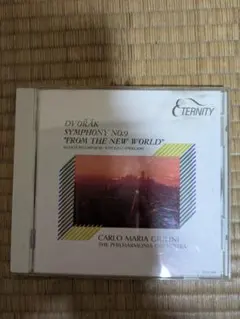 ETERNITY
DVOŘÁK
SYMPHONY NO.9
"FROM THE NEW WORLD"
CARLO MARIA GIULINI
THE PHILHARMONIA ORCHESTRA